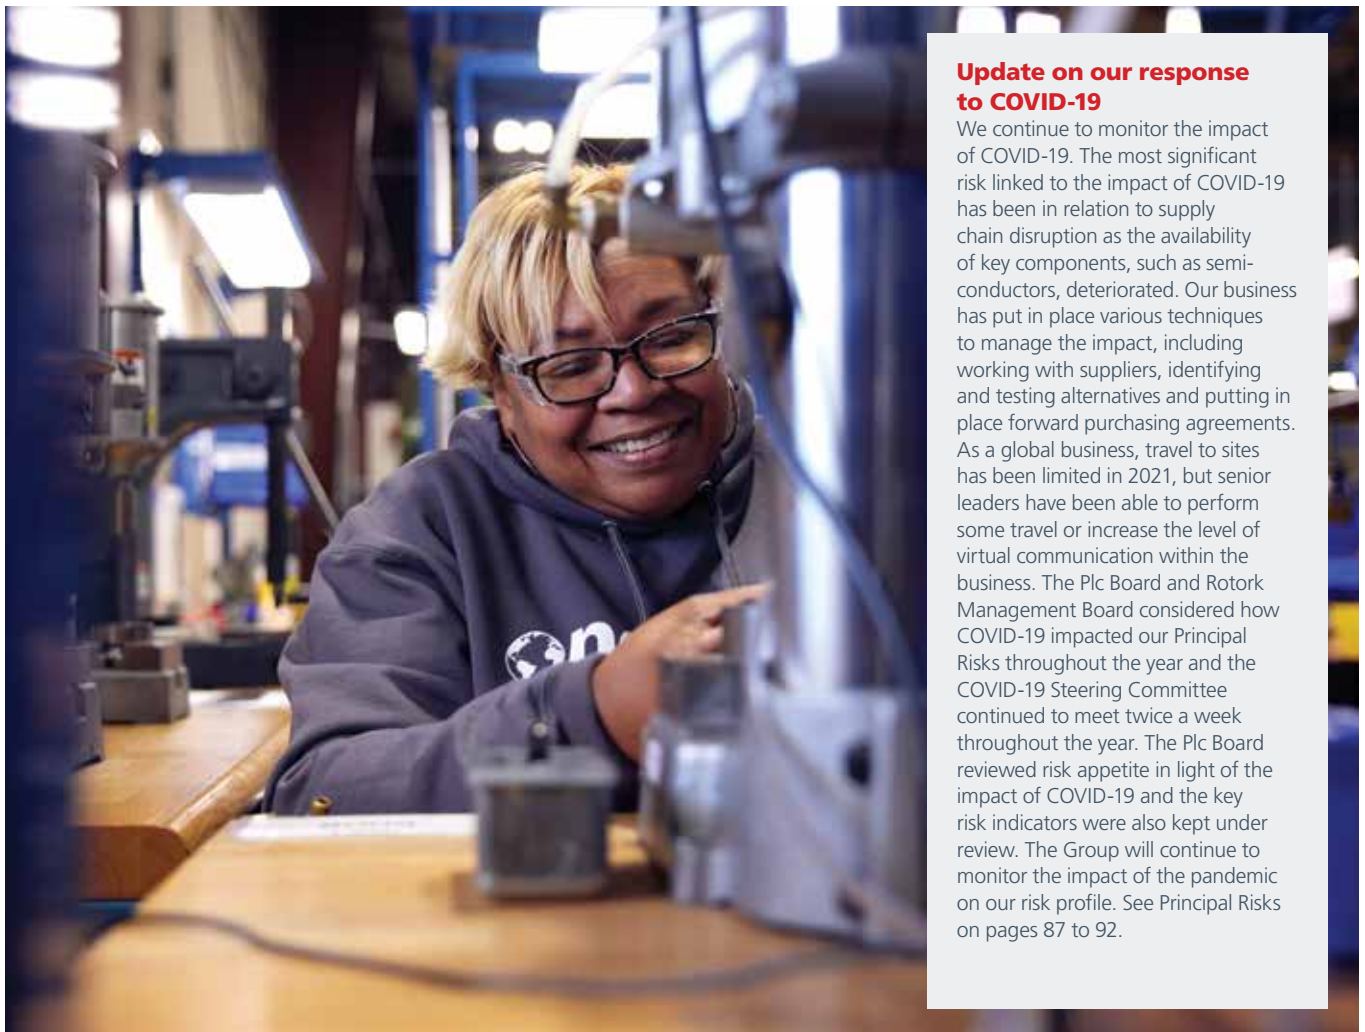 Update on our response
to COVID-19
We continue to monitor the impact
of COVID-19. The most significant
risk linked to the impact of COVID-19
has been in relation to supply
chain disruption as the availability
of key components, such as semi-
conductors, deteriorated. Our business
has put in place various techniques
to manage the impact, including
working with suppliers, identifying
and testing alternatives and putting in
place forward purchasing agreements.
As a global business, travel to sites
has been limited in 2021, but senior
leaders have been able to perform
some travel or increase the level of
virtual communication within the
business. The Plc Board and Rotork
Management Board considered how
COVID-19 impacted our Principal
Risks throughout the year and the
COVID-19 Steering Committee
continued to meet twice a week
throughout the year. The Plc Board
reviewed risk appetite in light of the
impact of COVID-19 and the key
risk indicators were also kept under
review. The Group will continue to
monitor the impact of the pandemic
on our risk profile. See Principal Risks
on pages 87 to 92.